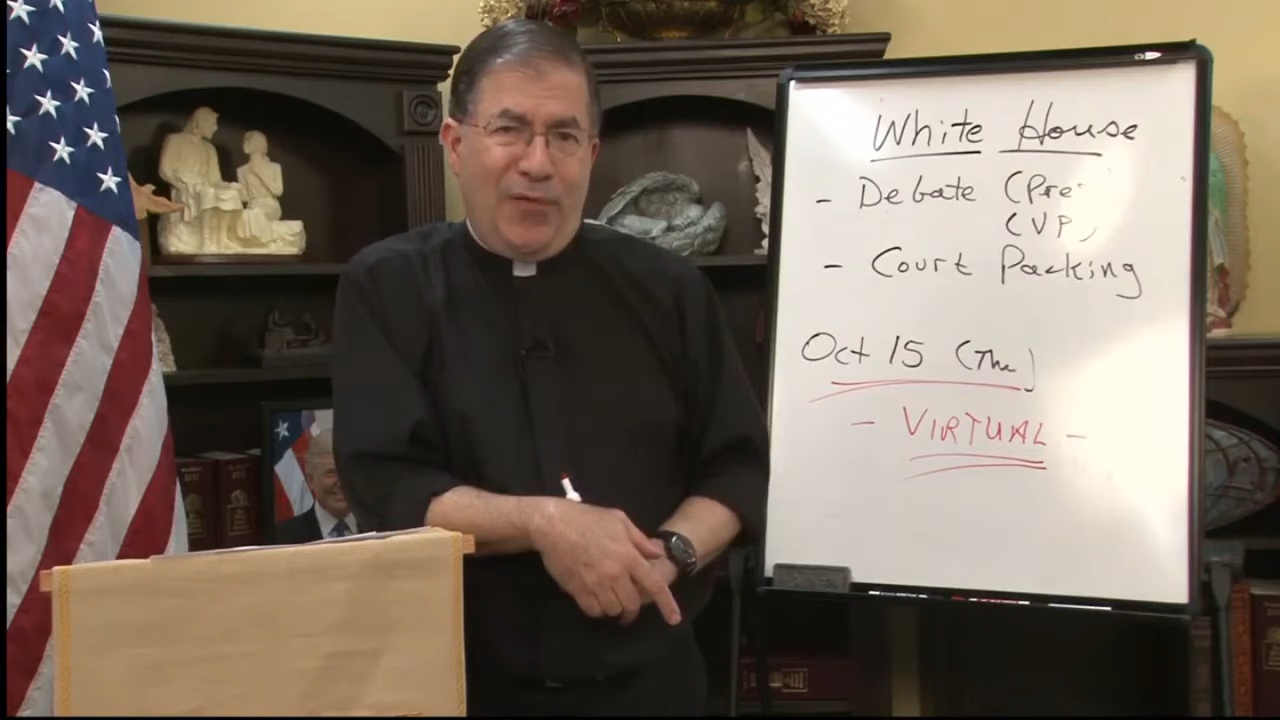 White House
- Debate (Pre
(VP)
- Court Packing
Oct 15 (Thu)
- VIRTUAL -